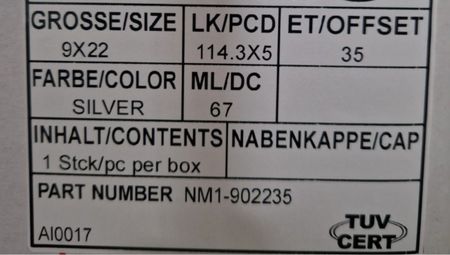 GROSSE/SIZE LK/PCD ET/OFFSET
9X22 114.3X5 35
FARBE/COLOR ML/DC
SILVER 67
INHALT/CONTENTS NABENKAPPE/CAP
1 Stck/pc per box
PART NUMBER NM1-902235
AI0017
TUV
CERT